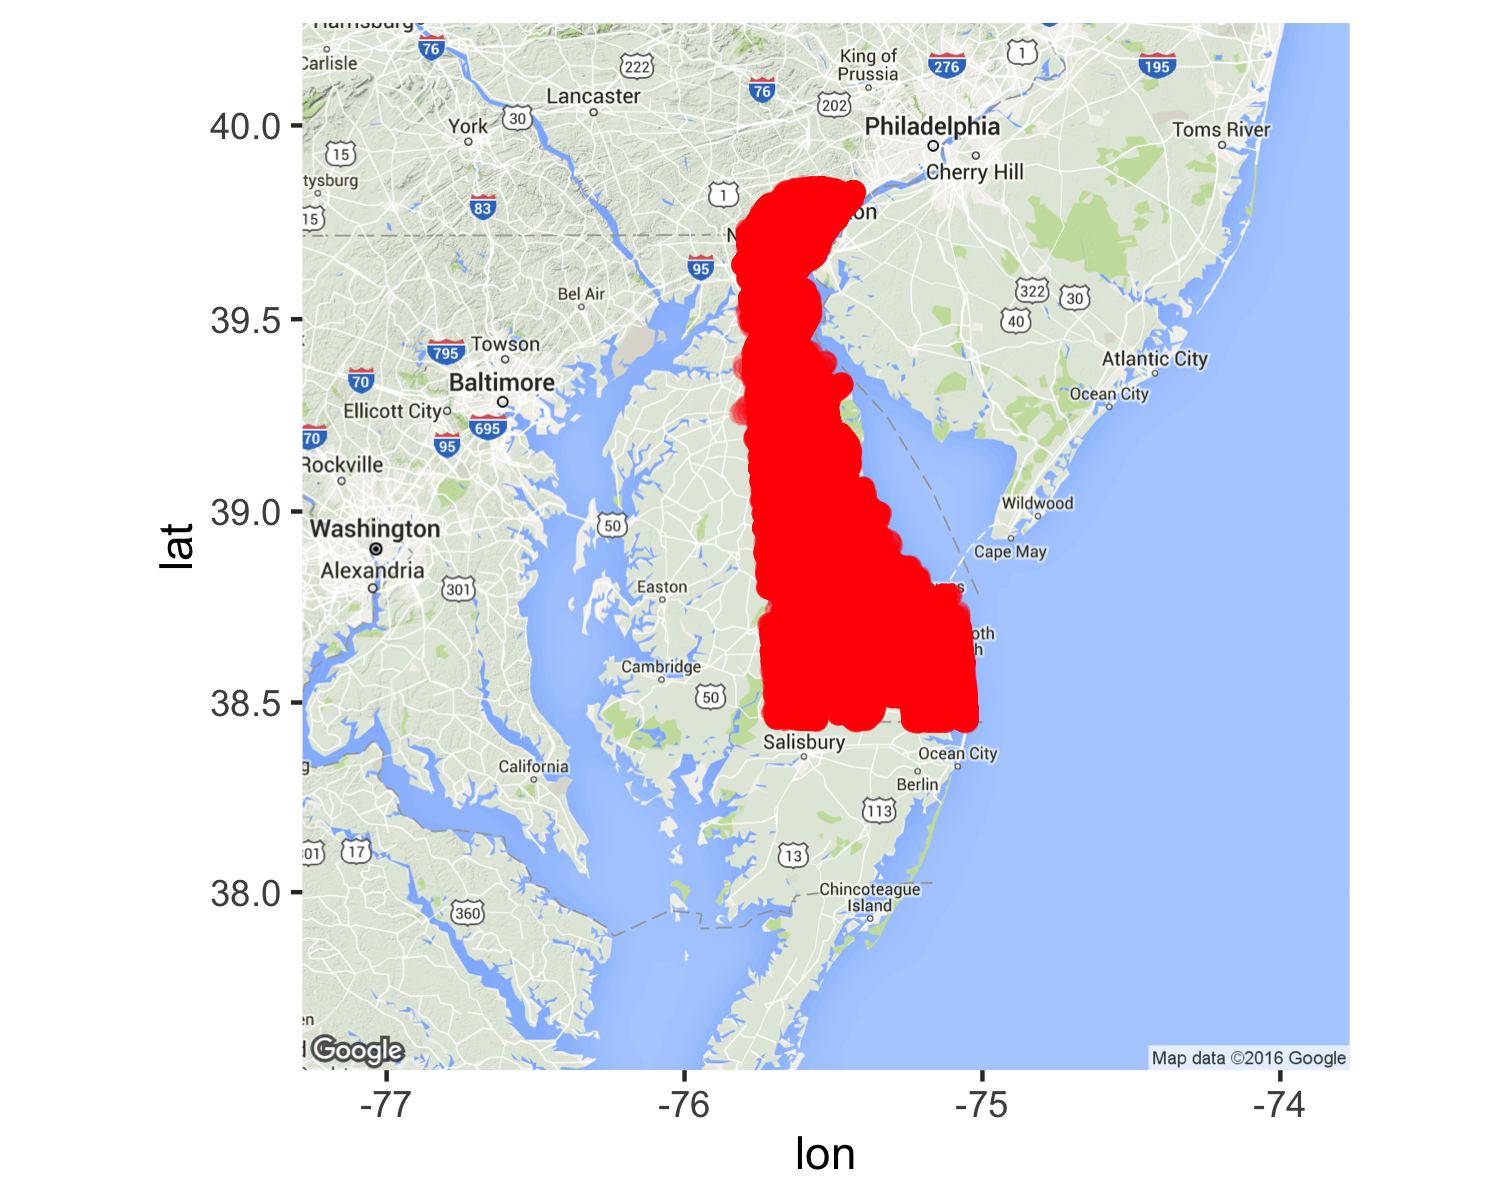 Harrisburg
76
Carlisle
222
King of
Prussia
1
276
195
76
Lancaster
202
40.0
30
York
Philadelphia
Toms River
15
Cherry Hill
tysburg
1
83
15
on
N
95
322
30
Bel Air
40
39.5
795
Towson
Atlantic City
70
Baltimore
Ocean City
Ellicott City
695
70
95
Rockville
39.0
Wildwood
50
Washington
Cape May
Alexandria
301
Easton
oth
h
Cambridge
50
38.5
lat
Salisbury
Ocean City
California
Berlin
g
113
301
17
13
38.0
Chincoteague
Island
360
en
Google
Map data ©2016 Google
-77
-76
-75
-74
lon